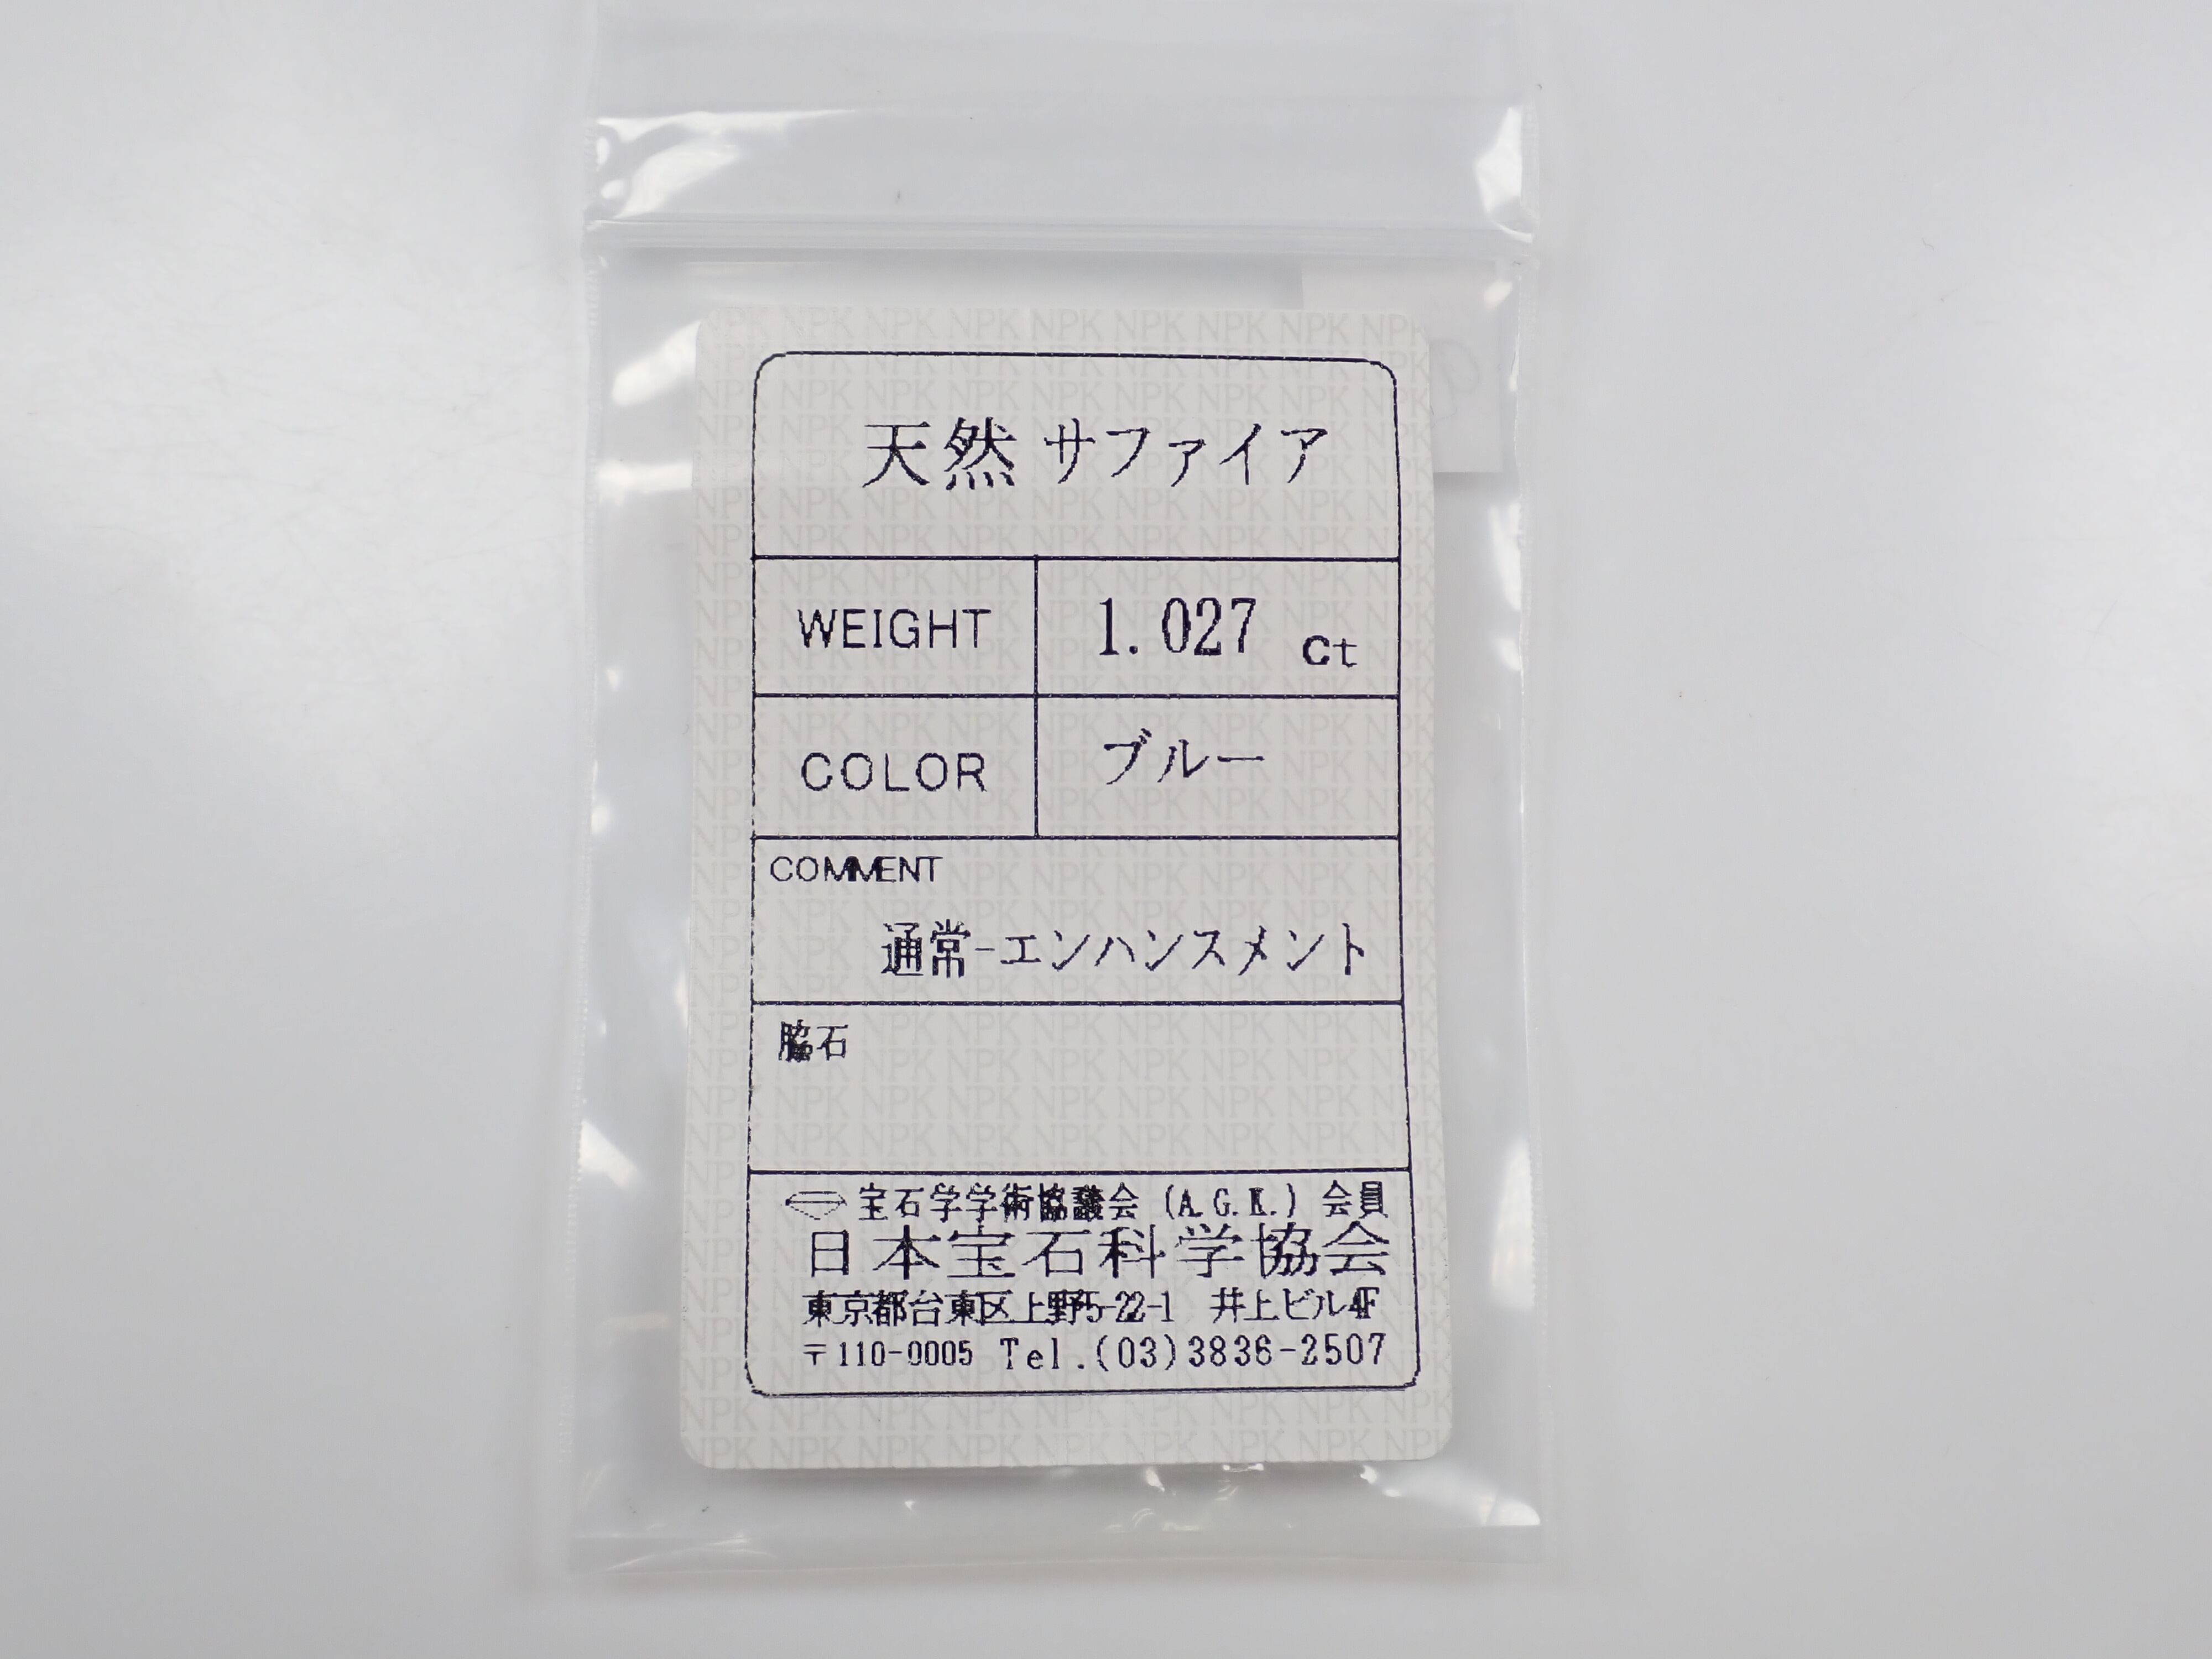 天然 サファイア
WEIGHT 1.027 ct
COLOR ブルー
COMMENT
通常-エンハンスメント
脇石
宝石学学術協議会 (A.G.K.) 会員
日本宝石科学協会
東京都台東区上野5-22-1 井上ビル4F
〒110-0005 Tel.(03)3836-2507